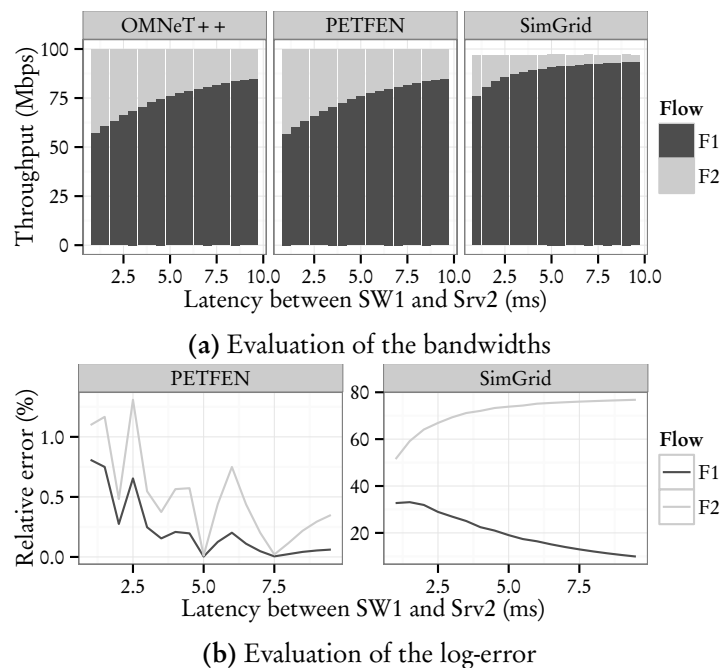 OMNeT++ PETFEN SimGrid
Throughput (Mbps)
100
75
50
25
0
Flow
F1
F2
2.5 5.0 7.5 10.0 2.5 5.0 7.5 10.0 2.5 5.0 7.5 10.0
Latency between SW1 and Srv2 (ms)
(a) Evaluation of the bandwidths
PETFEN SimGrid
Relative error (%)
1.0
0.5
0.0
80
60
40
20
Flow
F1
F2
2.5 5.0 7.5 2.5 5.0 7.5
Latency between SW1 and Srv2 (ms)
(b) Evaluation of the log-error